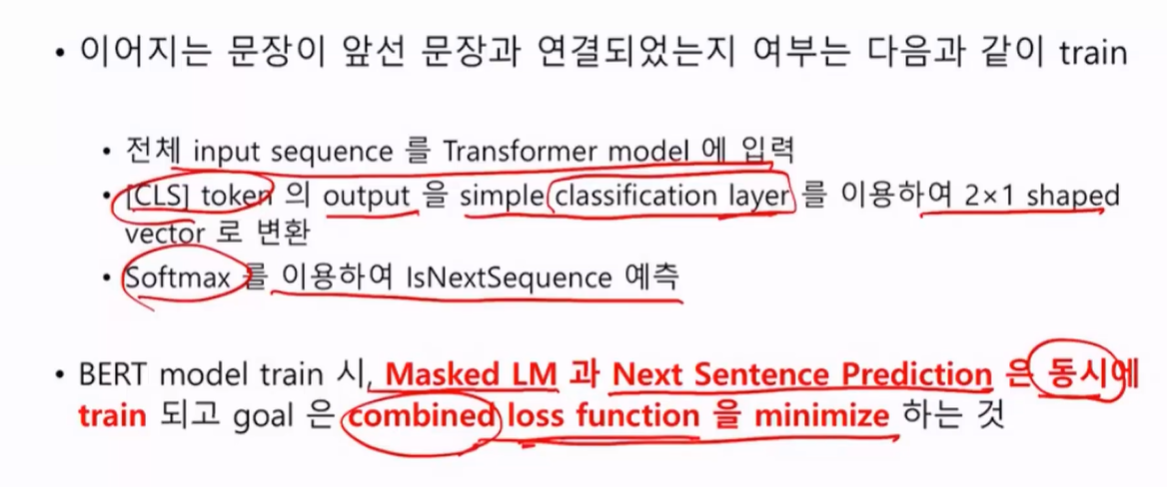 • 이어지는 문장이 앞선 문장과 연결되었는지 여부는 다음과 같이 train
• 전체 input sequence 를 Transformer model 에 입력
• [CLS] token 의 output 을 simple classification layer 를 이용하여 2×1 shaped
vector 로 변환
• Softmax 를 이용하여 IsNextSequence 예측
• BERT model train 시, Masked LM 과 Next Sentence Prediction 은 동시에
train 되고 goal 은 combined loss function 을 minimize 하는 것